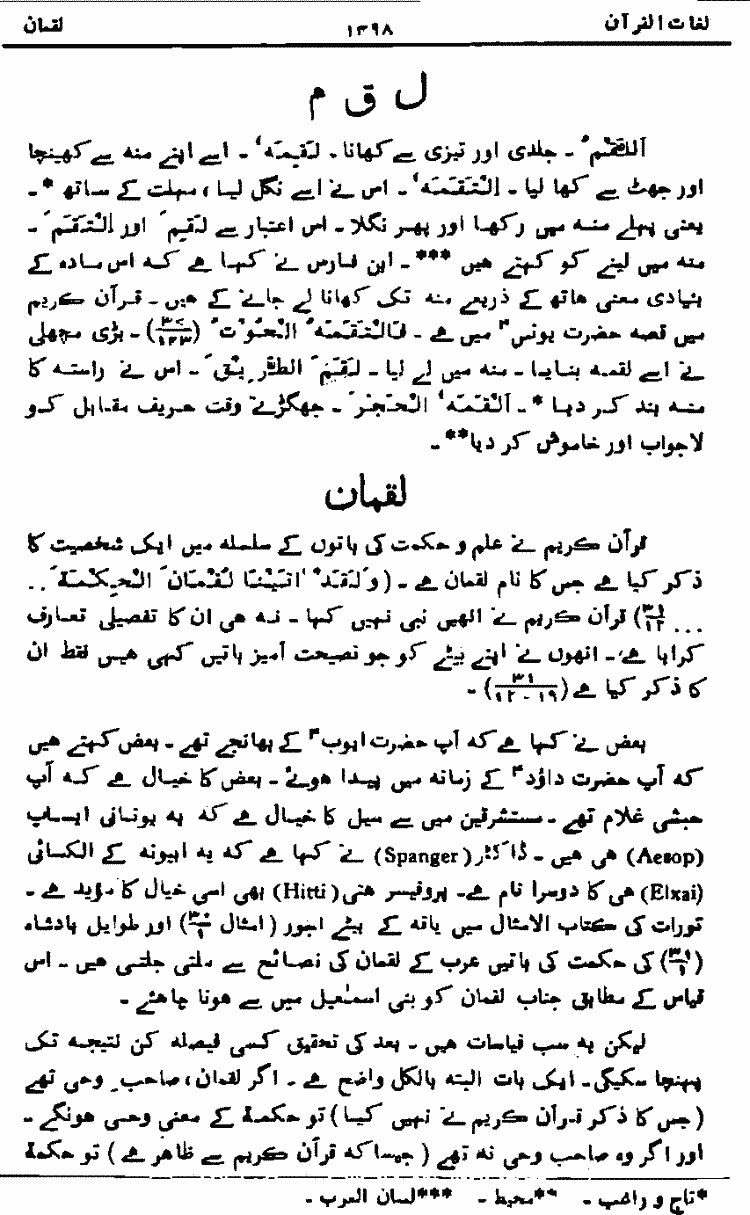 لغات القرآن ۱۳۹۸ لقمان
ل ق م
اَللَّقْمُ ـ جلدی اور تیزی سے کھانا۔ لَقِمَہٗ ـ اسے اپنے منہ سے کھینچا
اور جھٹ سے کھا لیا ـ اِلْتَقَمَہٗ ـ اس نے اسے نگل لیا ، مہلت کے ساتھ * ـ
یعنی پہلے منہ میں رکھا اور پھر نگلا ـ اس اعتبار سے لَقِمَ اور اِلْتَقَمَ ـ
منہ میں لینے کو کہتے ہیں *** ـ ابن فارس نے کہا ہے کہ اس مادہ کے
بنیادی معنی ہاتھ کے ذریعے منہ تک کھانا لے جانے کے ہیں ـ قرآن کریم
میں قصہ حضرت یونسؑ میں ہے ـ فَالْتَقَمَہُ الْحُوْتُ (۳۷/۱۴۲) ـ بڑی مچھلی
نے اسے لقمہ بنایا ـ منہ میں لے لیا ـ لَقَمَ الطَّرِیْقَ ـ اس نے راستہ کا
منہ بند کر دیا * ـ اَلْقَمَہٗ الْحَجَرَ ـ جھگڑتے وقت حریف مقابل کو
لاجواب اور خاموش کر دیا** ـ
لقمان
قرآن کریم نے علم و حکمت کی باتوں کے سلسلہ میں ایک شخصیت کا
ذکر کیا ہے جس کا نام لقمان ہے ـ (وَلَقَدْ اٰتَیْنَا لُقْمٰنَ الْحِکْمَۃَ ..
... ۳۱/۱۲) قرآن کریم نے انھیں نبی نہیں کہا ـ نہ ہی ان کا تفصیلی تعارف
کرایا ہے ـ انھوں نے اپنے بیٹے کو جو نصیحت آمیز باتیں کہی ہیں فقط ان
کا ذکر کیا ہے (۳۱/۱۲-۱۹) ـ
بعض نے کہا ہے کہ آپ حضرت ایوبؑ کے بھانجے تھے ـ بعض کہتے ہیں
کہ آپ حضرت داؤدؑ کے زمانہ میں پیدا ہوئے ـ بعض کا خیال ہے کہ آپ
حبشی غلام تھے ـ مستشرقین میں سے سیل کا خیال ہے کہ یہ یونانی ایساپ
(Aesop) ہی ہیں ـ ڈاکٹر (Spanger) نے کہا ہے کہ یہ ابیونہ کے الکسائی
(Elxai) ہی کا دوسرا نام ہے۔ پروفیسر ھتی (Hitti) بھی اسی خیال کا مؤید ہے ـ
تورات کی کتاب الامثال میں یاقہ کے بیٹے اجور (امثال ۳۰/۱) اور طوایل بادشاہ
(۳۱/۱) کی حکمت کی باتیں عرب کے لقمان کی نصائح سے ملتی جلتی ہیں ـ اس
قیاس کے مطابق جناب لقمان کو بنی اسمٰعیل میں سے ہونا چاہئے ـ
لیکن یہ سب قیاسات ہیں ـ بعد کی تحقیق کسی فیصلہ کن نتیجہ تک
پہنچا سکیگی۔ ایک بات البتہ بالکل واضح ہے ـ اگر لقمان ، صاحب وحی تھے
(جس کا ذکر قرآن کریم نے نہیں کیا) تو حکمۃ کے معنی وحی ہونگے ـ
اور اگر وہ صاحب وحی نہ تھے (جیسا کہ قرآن کریم سے ظاہر ہے) تو حکمۃ
*تاج و راغب ـ **محیط ـ ***لسان العرب ـ